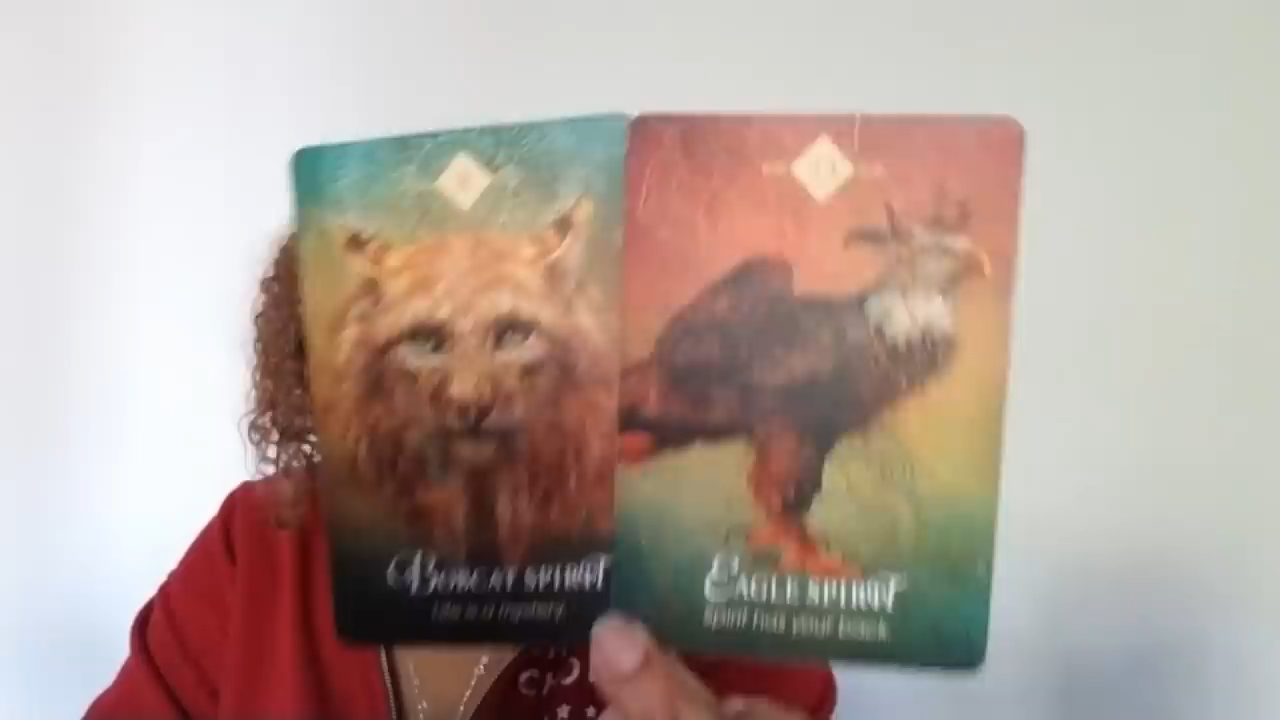 BOBCAT SPIRIT
Life is a mystery.
EAGLE SPIRIT
Spirit has your back.